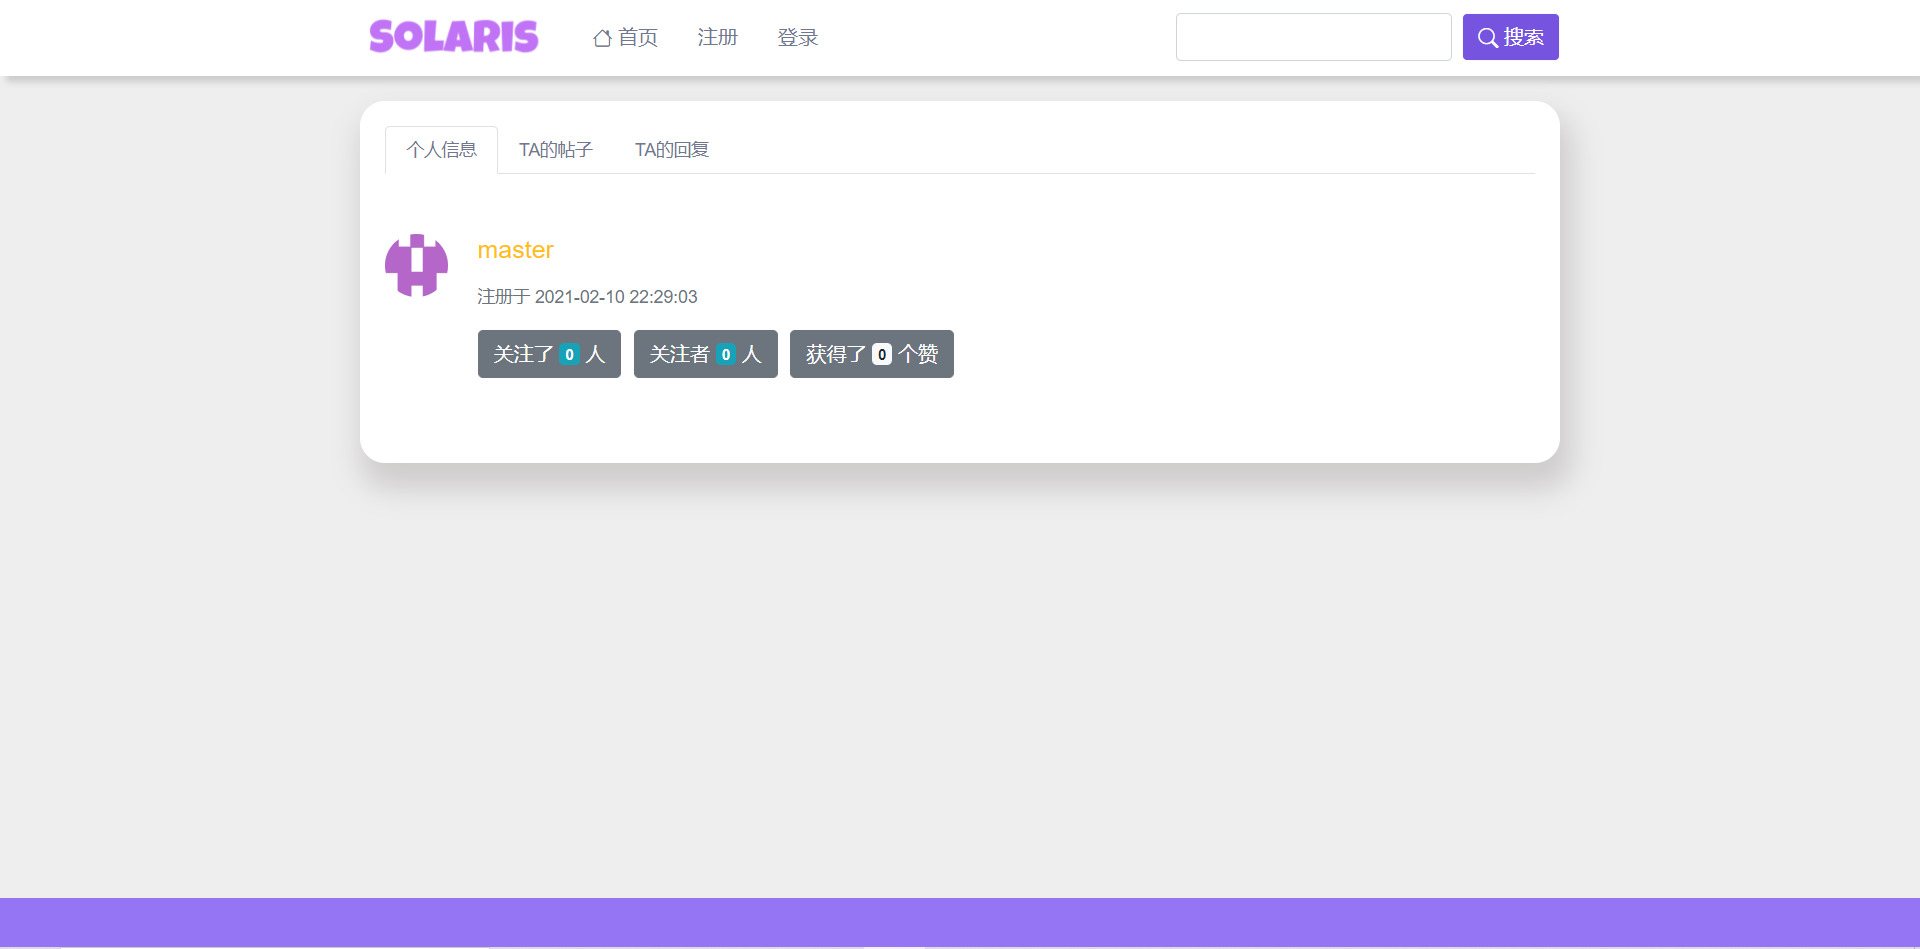 SOLARIS 首页 注册 登录 搜索
个人信息 TA的帖子 TA的回复
master
注册于 2021-02-10 22:29:03
关注了 0 人 关注者 0 人 获得了 0 个赞